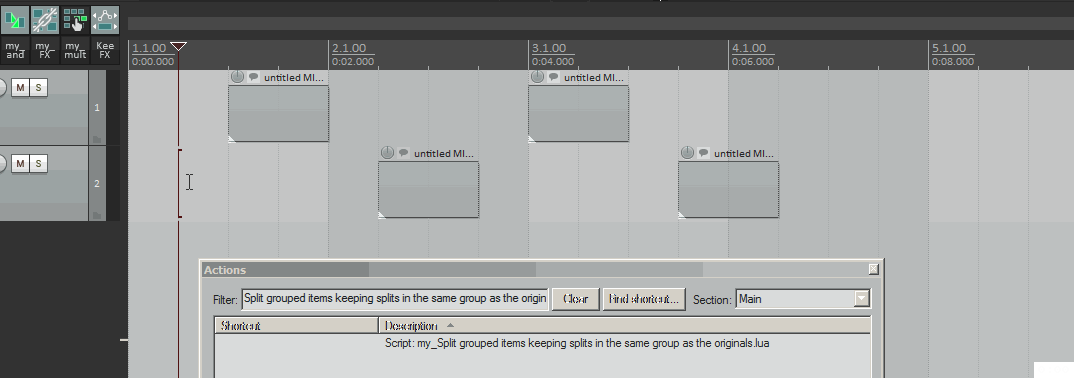 my_ my_ my_ Kee
and FX mult FX
1.1.00 2.1.00 3.1.00 4.1.00 5.1.00
0:00.000 0:02.000 0:04.000 0:06.000 0:08.000
untitled MI... untitled MI...
M S 1
untitled MI... untitled MI...
M S 2
Actions
Filter: Split grouped items keeping splits in the same group as the origin Clear Find shortcut... Section: Main
Shortcut Description
Script: my_Split grouped items keeping splits in the same group as the originals.lua